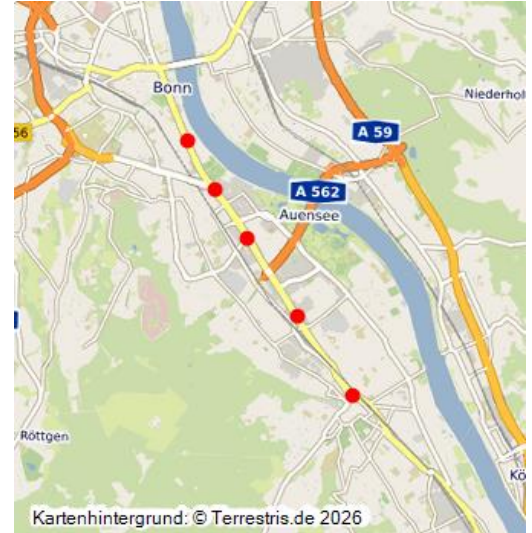 Bonn
Niederhol
56
A 59
A 562
Auensee
Röttgen
Kö
Kartenhintergrund: © Terrestris.de 2026